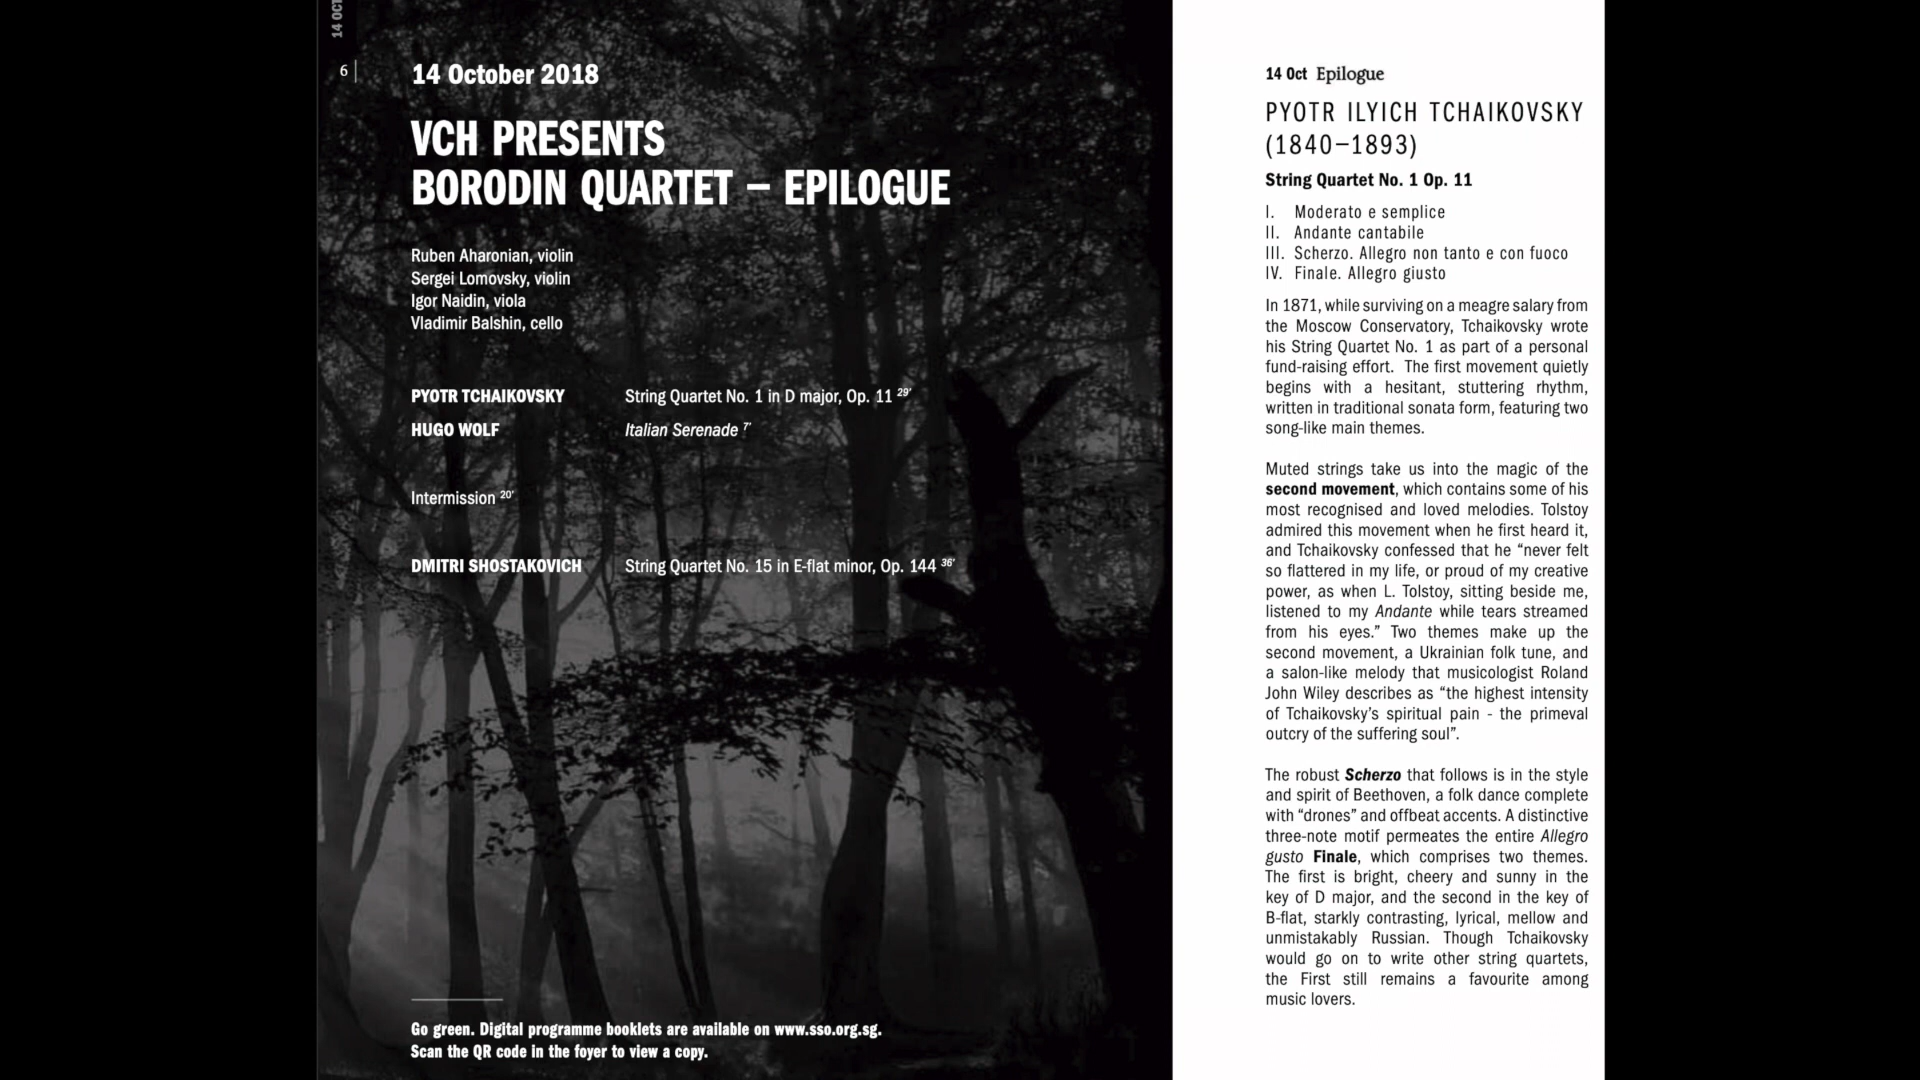 14 OCT
6
14 October 2018
VCH PRESENTS
BORODIN QUARTET – EPILOGUE
Ruben Aharonian, violin
Sergei Lomovsky, violin
Igor Naidin, viola
Vladimir Balshin, cello
PYOTR TCHAIKOVSKY String Quartet No. 1 in D major, Op. 11 29'
HUGO WOLF Italian Serenade 7'
Intermission 20'
DMITRI SHOSTAKOVICH String Quartet No. 15 in E-flat minor, Op. 144 36'
Go green. Digital programme booklets are available on www.sso.org.sg.
Scan the QR code in the foyer to view a copy.
14 Oct Epilogue
PYOTR ILYICH TCHAIKOVSKY
(1840–1893)
String Quartet No. 1 Op. 11
I. Moderato e semplice
II. Andante cantabile
III. Scherzo. Allegro non tanto e con fuoco
IV. Finale. Allegro giusto
In 1871, while surviving on a meagre salary from
the Moscow Conservatory, Tchaikovsky wrote
his String Quartet No. 1 as part of a personal
fund-raising effort. The first movement quietly
begins with a hesitant, stuttering rhythm,
written in traditional sonata form, featuring two
song-like main themes.
Muted strings take us into the magic of the
second movement, which contains some of his
most recognised and loved melodies. Tolstoy
admired this movement when he first heard it,
and Tchaikovsky confessed that he “never felt
so flattered in my life, or proud of my creative
power, as when L. Tolstoy, sitting beside me,
listened to my Andante while tears streamed
from his eyes.” Two themes make up the
second movement, a Ukrainian folk tune, and
a salon-like melody that musicologist Roland
John Wiley describes as “the highest intensity
of Tchaikovsky’s spiritual pain - the primeval
outcry of the suffering soul”.
The robust Scherzo that follows is in the style
and spirit of Beethoven, a folk dance complete
with “drones” and offbeat accents. A distinctive
three-note motif permeates the entire Allegro
gusto Finale, which comprises two themes.
The first is bright, cheery and sunny in the
key of D major, and the second in the key of
B-flat, starkly contrasting, lyrical, mellow and
unmistakably Russian. Though Tchaikovsky
would go on to write other string quartets,
the First still remains a favourite among
music lovers.